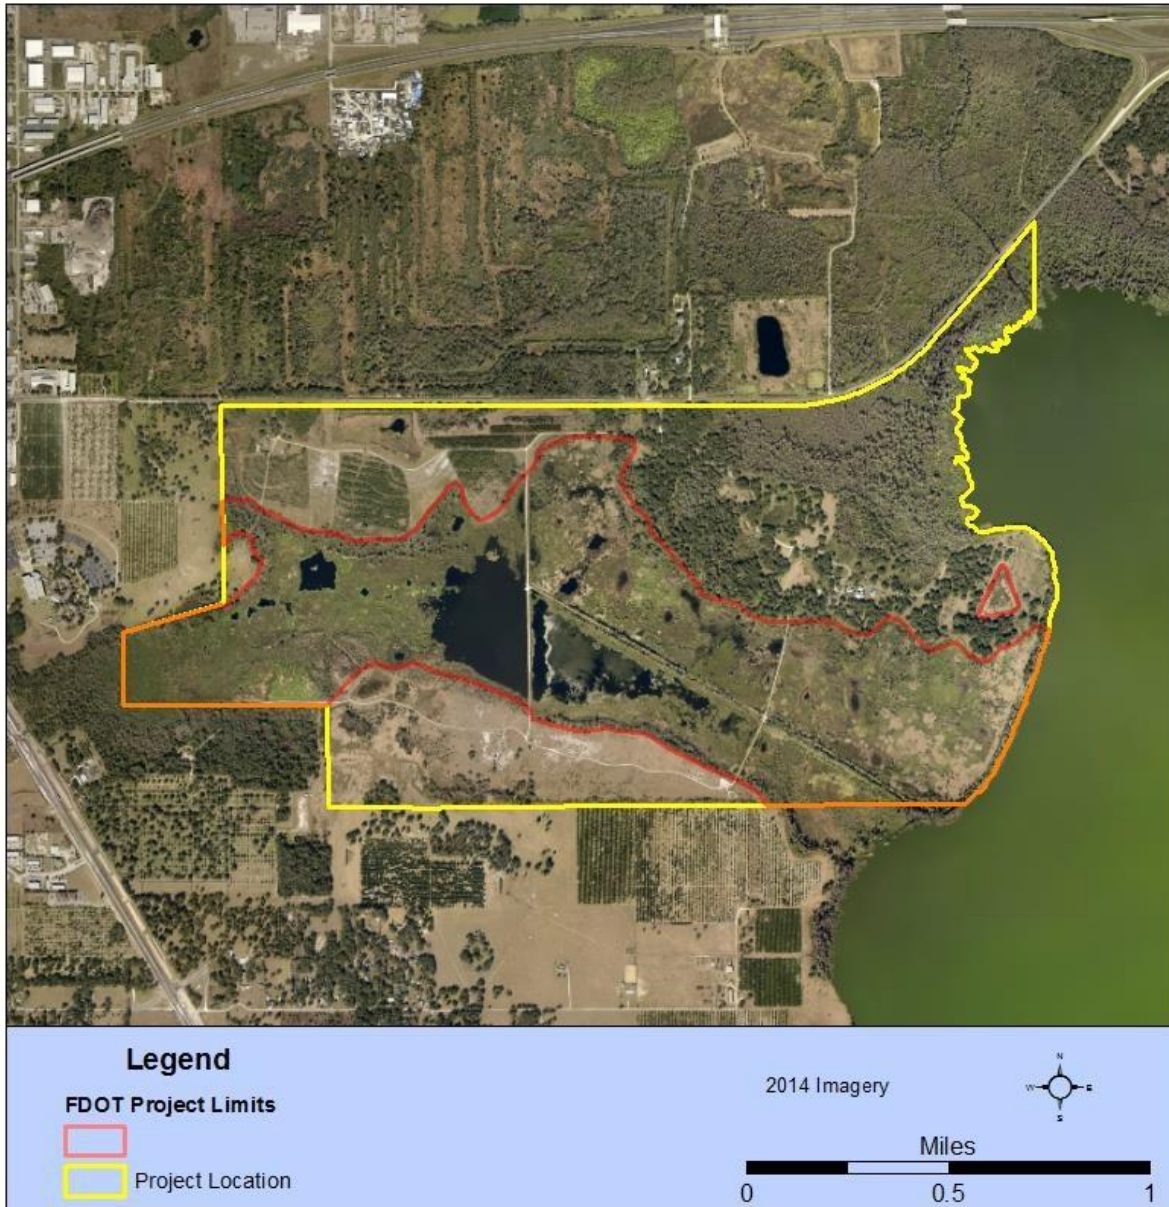 Legend
FDOT Project Limits
Project Location
2014 Imagery
N
W E
S
Miles
0 0.5 1